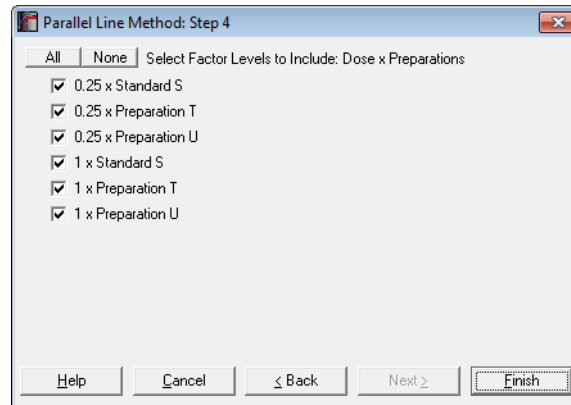 Parallel Line Method: Step 4
All None Select Factor Levels to Include: Dose x Preparations
0.25 x Standard S
0.25 x Preparation T
0.25 x Preparation U
1 x Standard S
1 x Preparation T
1 x Preparation U
Help Cancel < Back Next > Finish